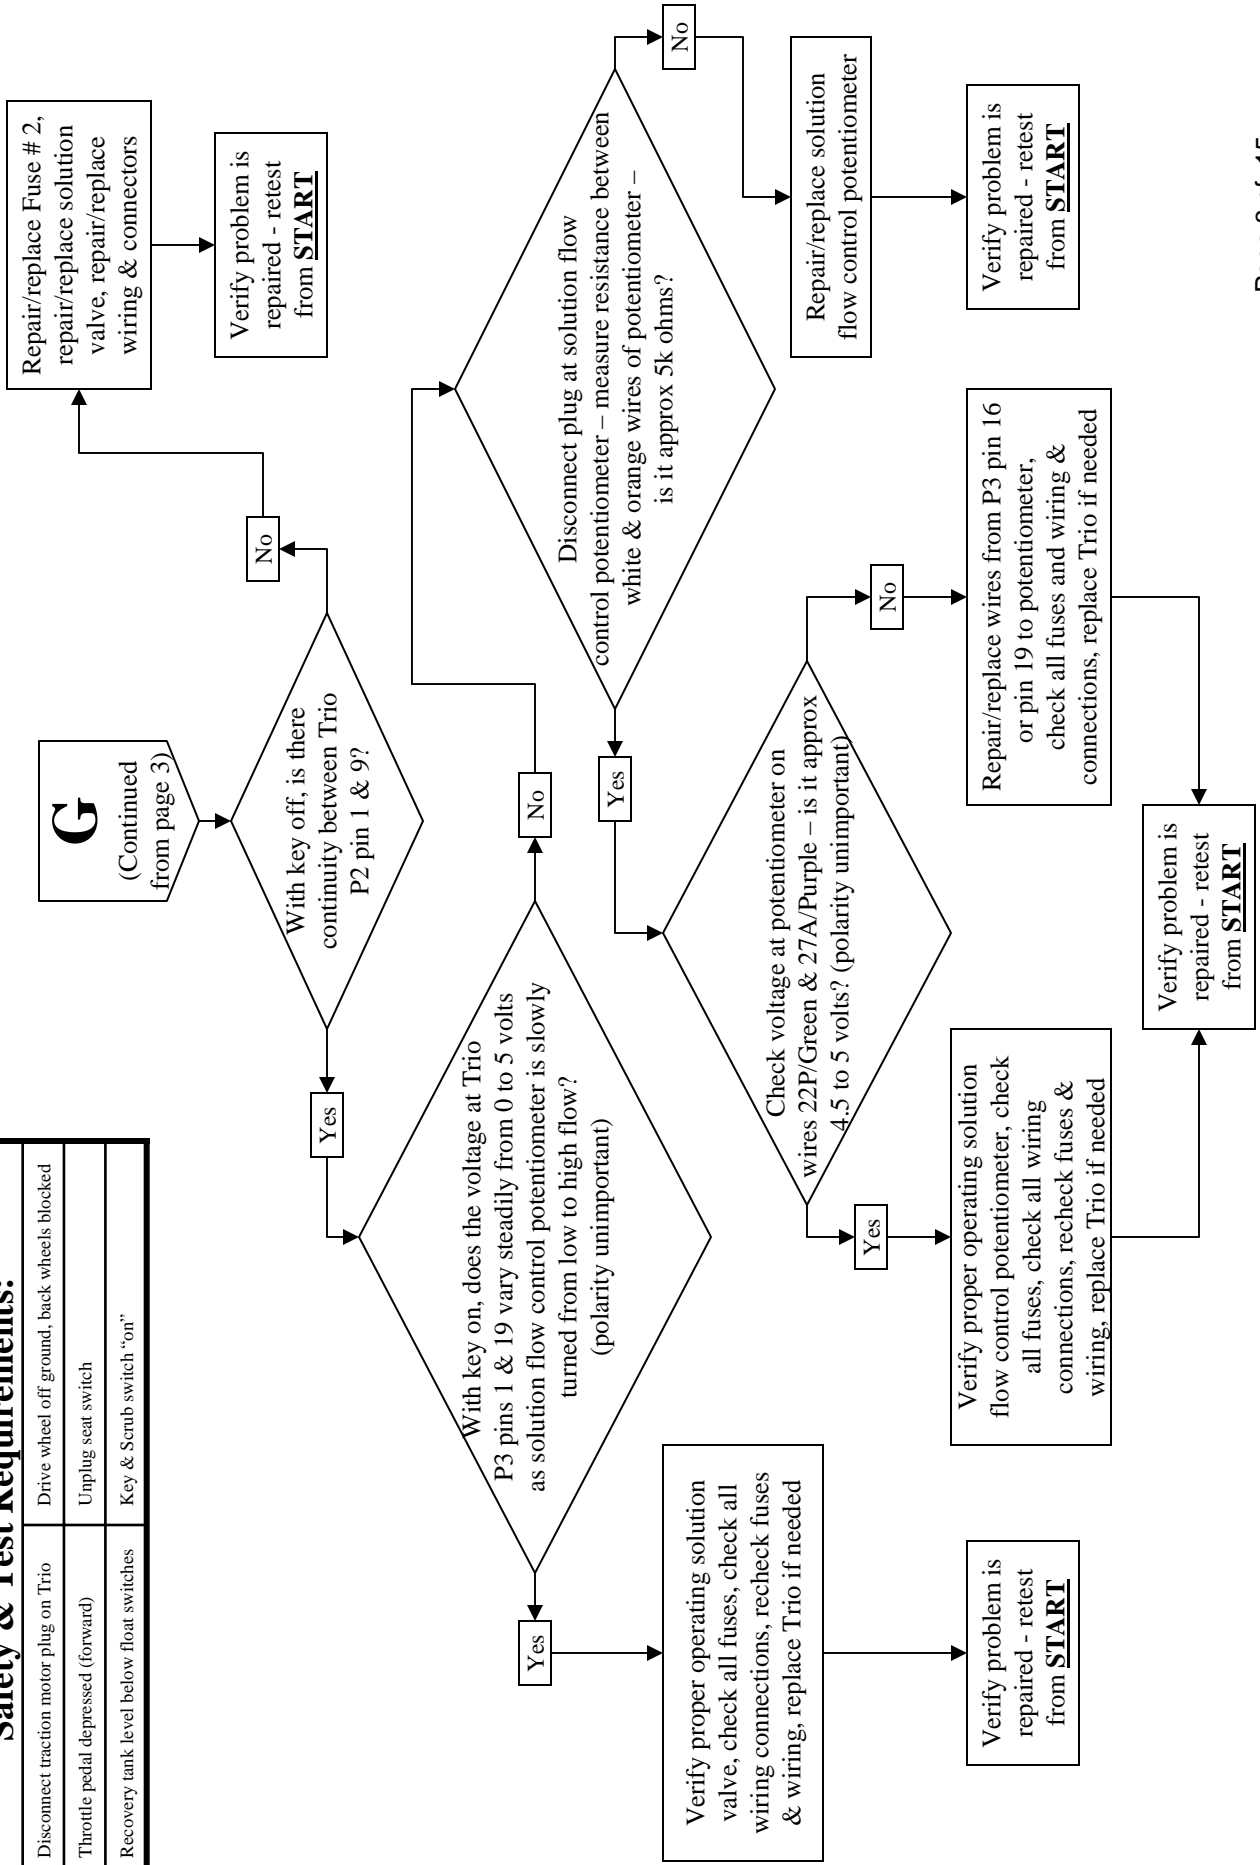 Safety & Test Requirements:
Disconnect traction motor plug on Trio
Drive wheel off ground, back wheels blocked
Throttle pedal depressed (forward)
Unplug seat switch
Recovery tank level below float switches
Key & Scrub switch “on”
G
(Continued
from page 3)
With key off, is there
continuity between Trio
P2 pin 1 & 9?
No
Repair/replace Fuse # 2,
repair/replace solution
valve, repair/replace
wiring & connectors
Verify problem is
repaired - retest
from START
Yes
With key on, does the voltage at Trio
P3 pins 1 & 19 vary steadily from 0 to 5 volts
as solution flow control potentiometer is slowly
turned from low to high flow?
(polarity unimportant)
Yes
Verify proper operating solution
valve, check all fuses, check all
wiring connections, recheck fuses
& wiring, replace Trio if needed
Verify problem is
repaired - retest
from START
No
Disconnect plug at solution flow
control potentiometer – measure resistance between
white & orange wires of potentiometer –
is it approx 5k ohms?
No
Repair/replace solution
flow control potentiometer
Verify problem is
repaired - retest
from START
Yes
Check voltage at potentiometer on
wires 22P/Green & 27A/Purple – is it approx
4.5 to 5 volts? (polarity unimportant)
Yes
Verify proper operating solution
flow control potentiometer, check
all fuses, check all wiring
connections, recheck fuses &
wiring, replace Trio if needed
No
Repair/replace wires from P3 pin 16
or pin 19 to potentiometer,
check all fuses and wiring &
connections, replace Trio if needed
Verify problem is
repaired - retest
from START